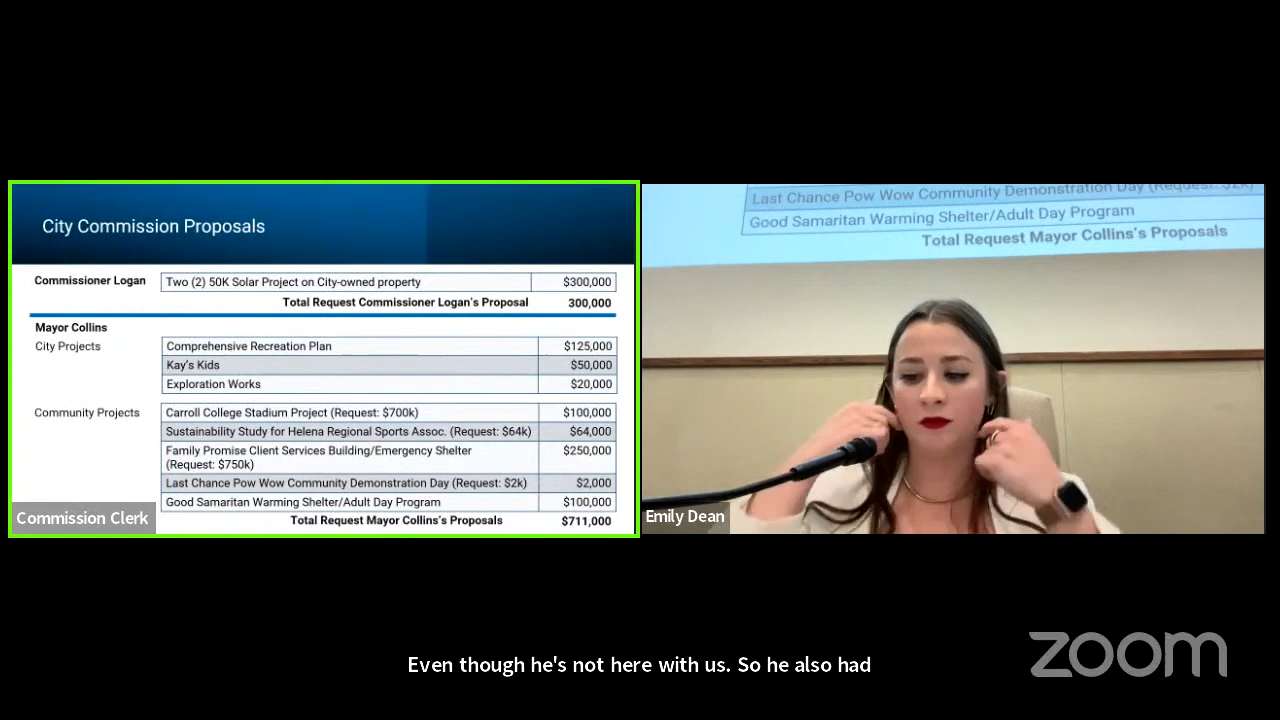 City Commission Proposals
Commissioner Logan
Two (2) 50K Solar Project on City-owned property $300,000
Total Request Commissioner Logan's Proposal 300,000
Mayor Collins
City Projects
Comprehensive Recreation Plan $125,000
Kay's Kids $50,000
Exploration Works $20,000
Community Projects
Carroll College Stadium Project (Request: $700k) $100,000
Sustainability Study for Helena Regional Sports Assoc. (Request: $64k) $64,000
Family Promise Client Services Building/Emergency Shelter $250,000
(Request: $750k)
Last Chance Pow Wow Community Demonstration Day (Request: $2k) $2,000
Good Samaritan Warming Shelter/Adult Day Program $100,000
Total Request Mayor Collins's Proposals $711,000
Commission Clerk
Last Chance Pow Wow Community Demonstration Day (Request: $2k)
Good Samaritan Warming Shelter/Adult Day Program
Total Request Mayor Collins's Proposals
Emily Dean
Even though he's not here with us. So he also had
zoom